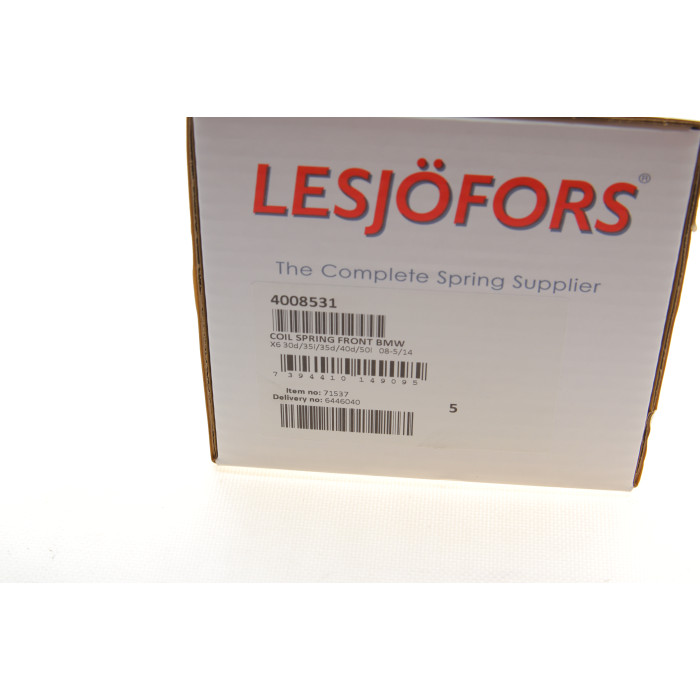 LESJÖFORS®
The Complete Spring Supplier
4008531
COIL SPRING FRONT BMW
X6 30d/35i/35d/40d/50i 08-5/14
7 394410 149095
Item no: 71537
Delivery no: 6446040
5